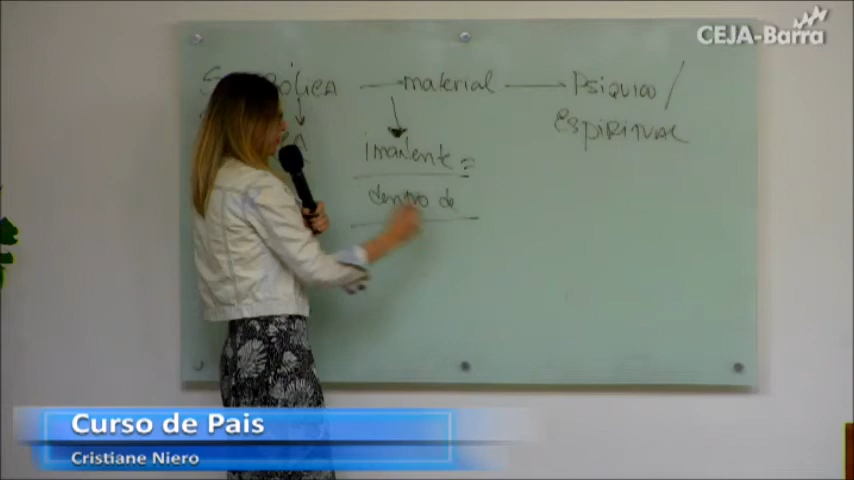 CEJA-Barra
material Psiquico /
Espiritual
imanente =
dentro de
Curso de Pais
Cristiane Niero